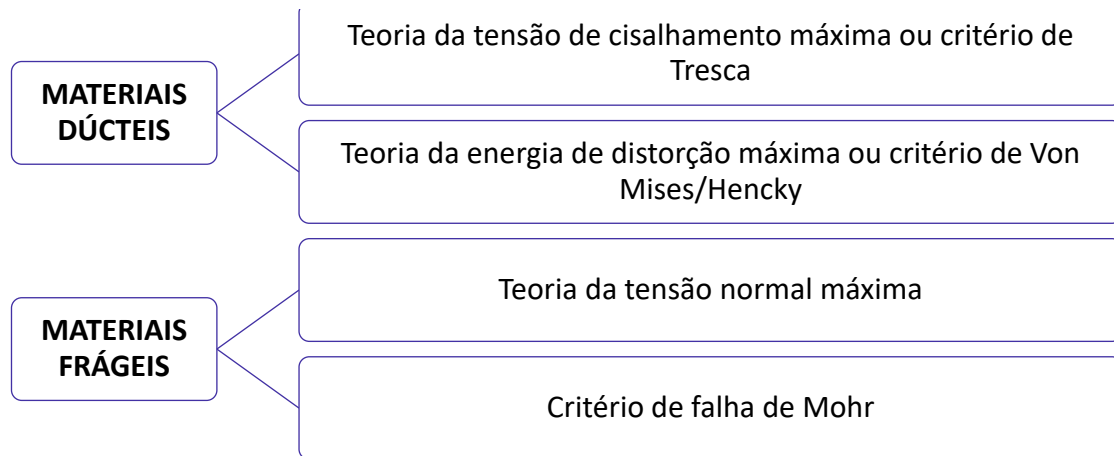 Teoria da tensão de cisalhamento máxima ou critério de
Tresca
MATERIAIS
DÚCTEIS
Teoria da energia de distorção máxima ou critério de Von
Mises/Hencky
Teoria da tensão normal máxima
MATERIAIS
FRÁGEIS
Critério de falha de Mohr